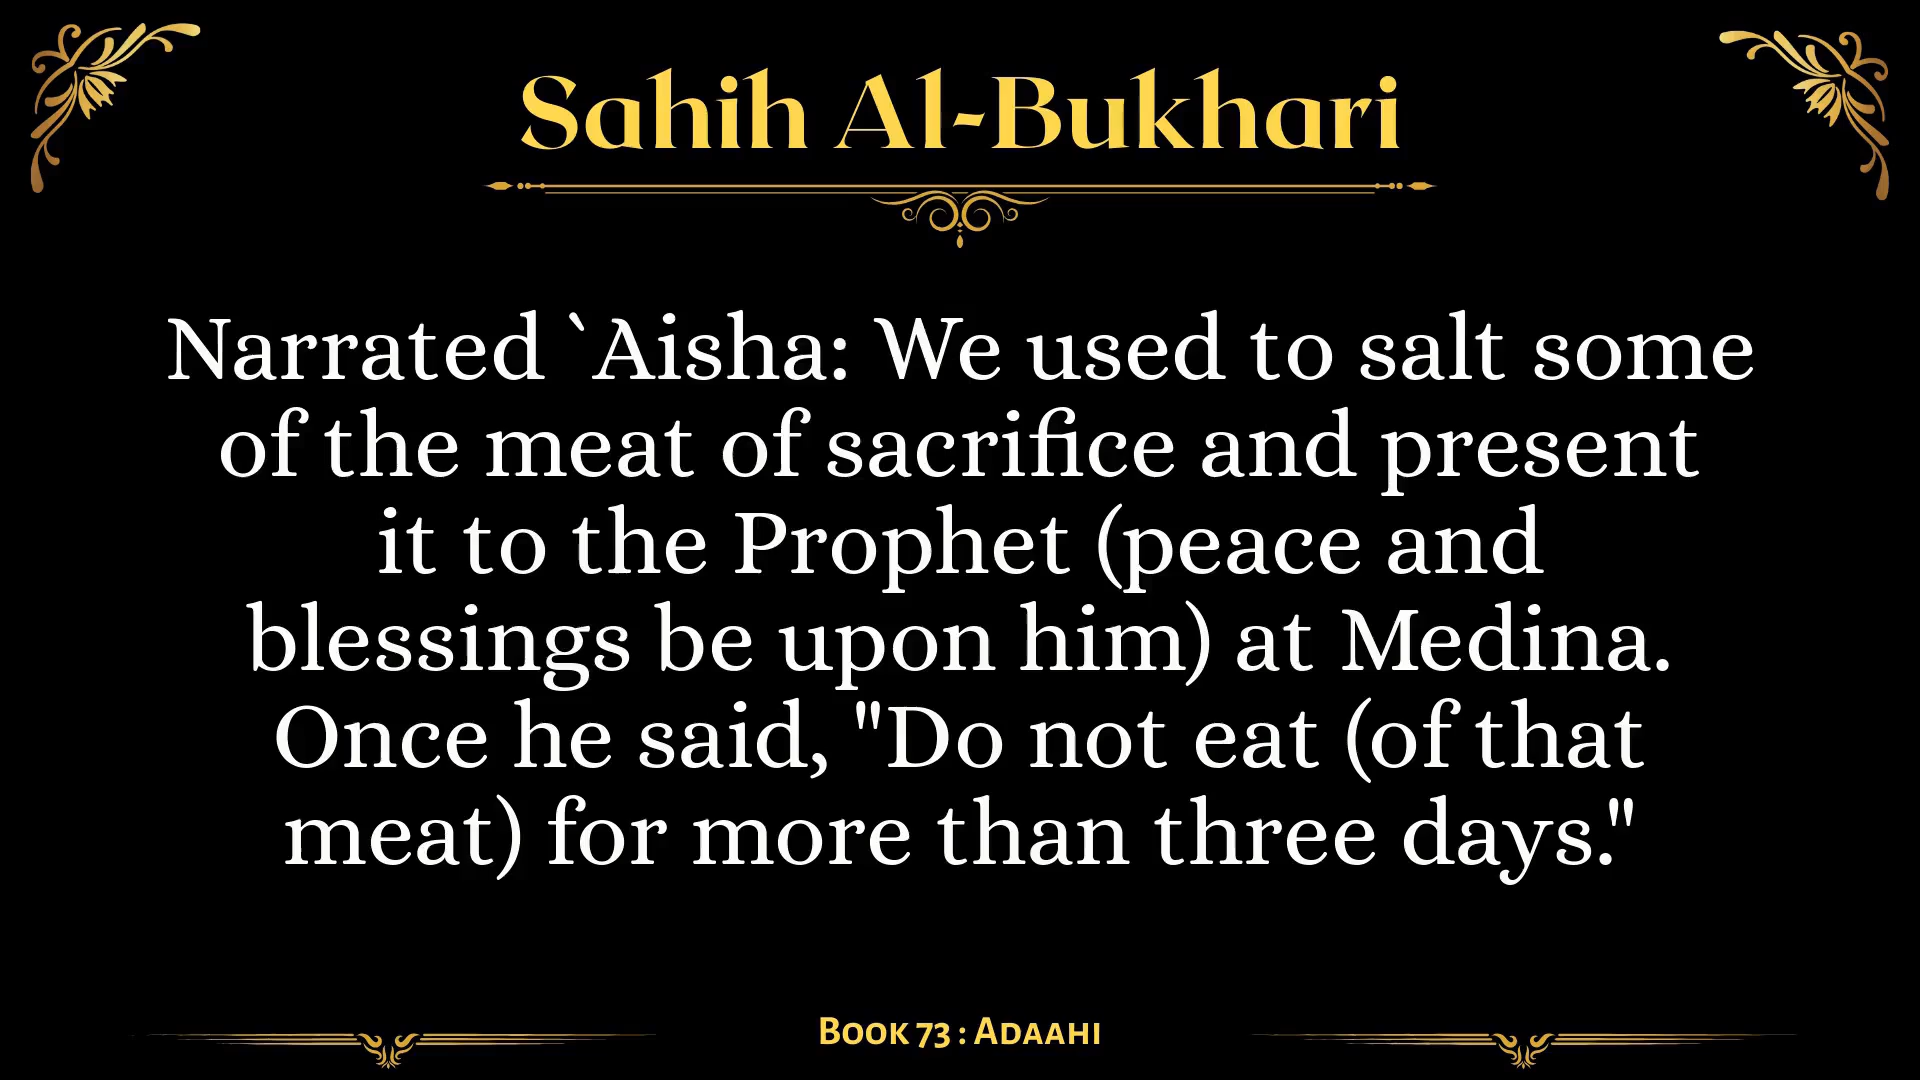 Sahih Al-Bukhari
Narrated `Aisha: We used to salt some
of the meat of sacrifice and present
it to the Prophet (peace and
blessings be upon him) at Medina.
Once he said, "Do not eat (of that
meat) for more than three days."
Book 73 : Adaahi